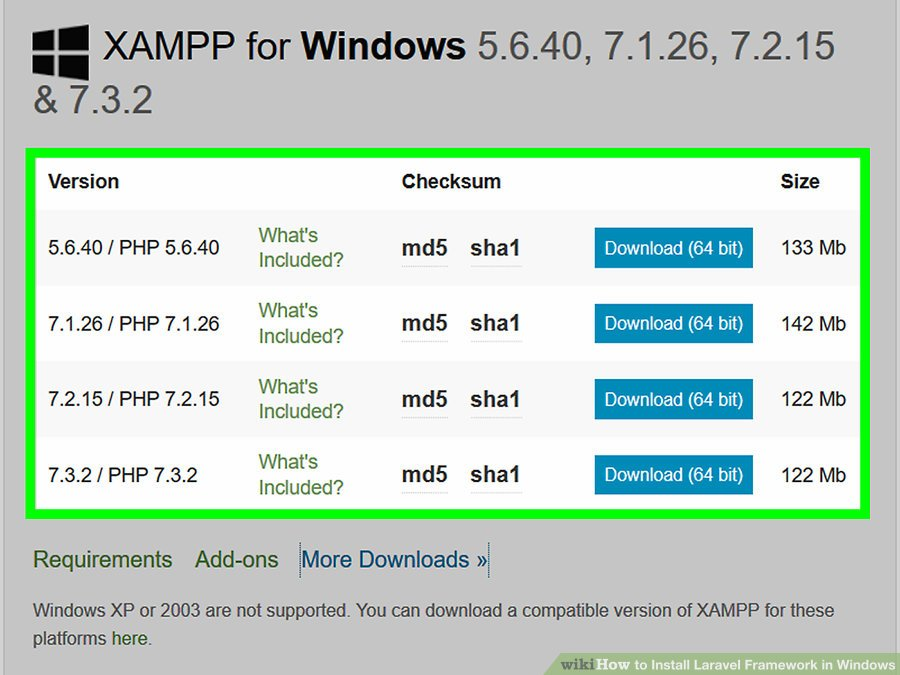 XAMPP for Windows 5.6.40, 7.1.26, 7.2.15
& 7.3.2
Version Checksum Size
5.6.40 / PHP 5.6.40 What's Included? md5 sha1 Download (64 bit) 133 Mb
7.1.26 / PHP 7.1.26 What's Included? md5 sha1 Download (64 bit) 142 Mb
7.2.15 / PHP 7.2.15 What's Included? md5 sha1 Download (64 bit) 122 Mb
7.3.2 / PHP 7.3.2 What's Included? md5 sha1 Download (64 bit) 122 Mb
Requirements Add-ons More Downloads »
Windows XP or 2003 are not supported. You can download a compatible version of XAMPP for these
platforms here.
wikiHow to Install Laravel Framework in Windows